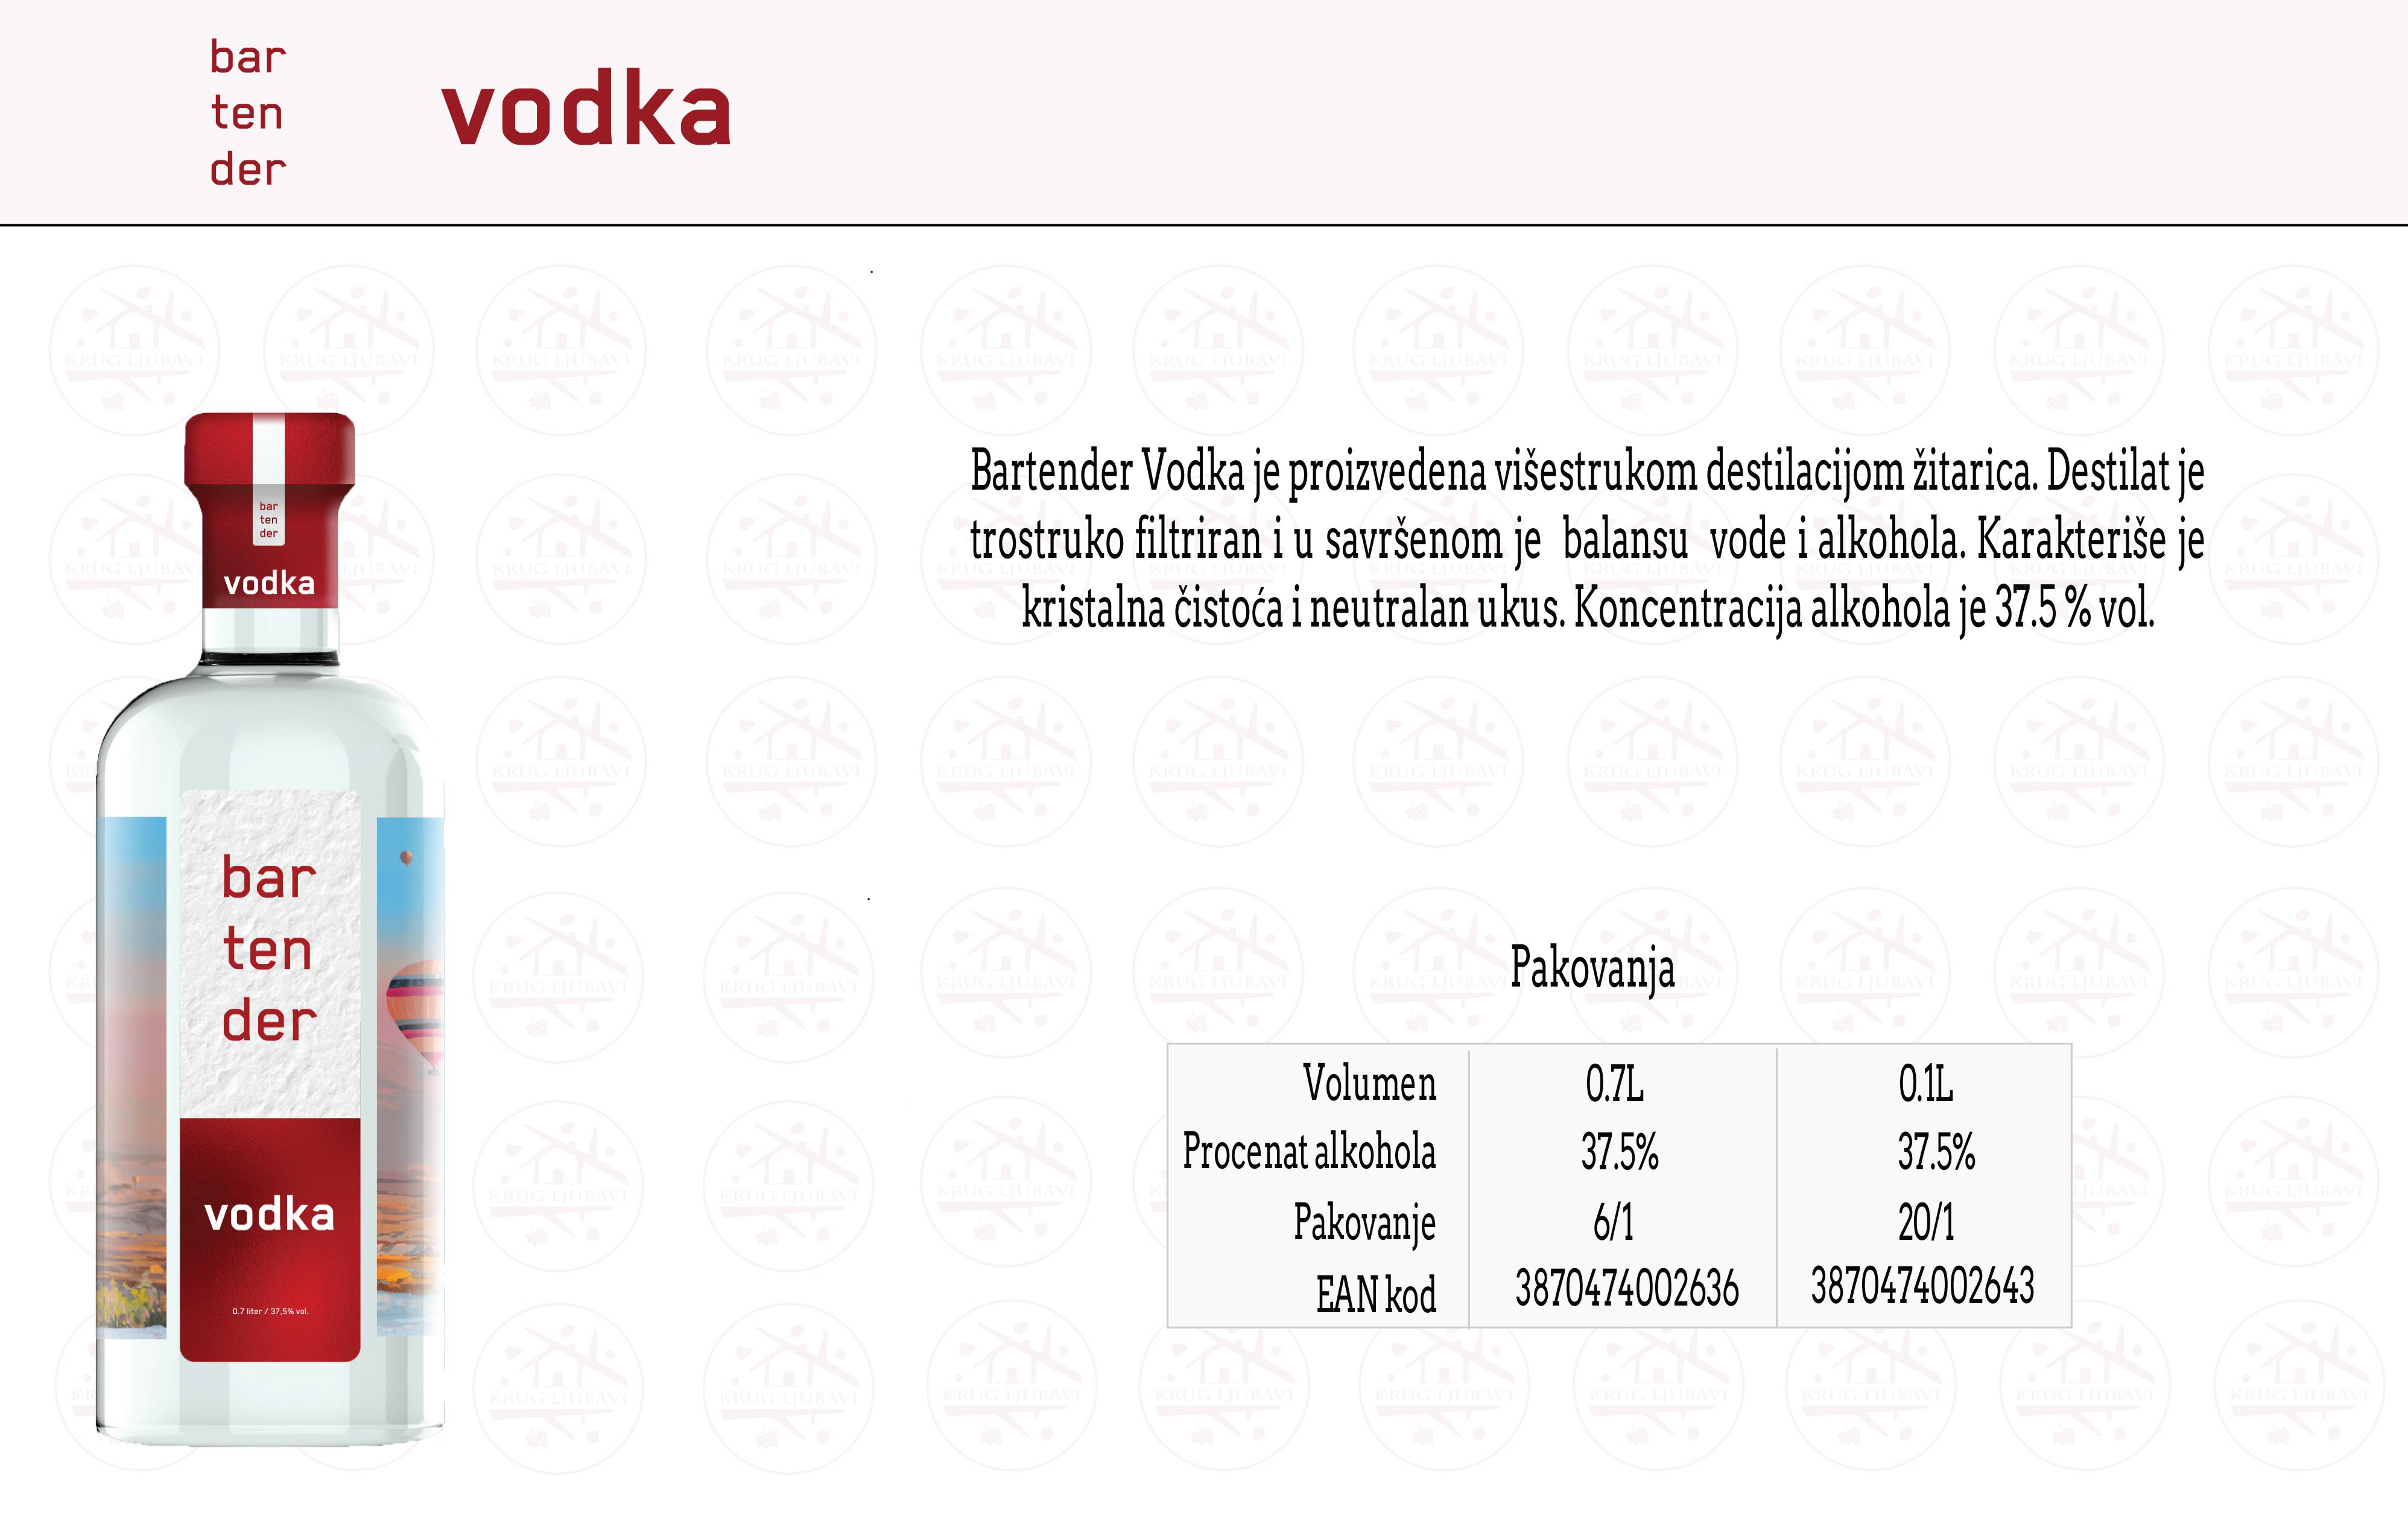 bar
ten
der
vodka
Bartender Vodka je proizvedena višestrukom destilacijom žitarica. Destilat je
trostruko filtriran i u savršenom je balansu vode i alkohola. Karakteriše je
kristalna čistoća i neutralan ukus. Koncentracija alkohola je 37.5 % vol.
bar
ten
der
vodka
bar
ten
der
vodka
0.7 liter / 37,5% vol.
Pakovanja
Volumen 0.7L 0.1L
Procenat alkohola 37.5% 37.5%
Pakovanje 6/1 20/1
EAN kod 3870474002636 3870474002643
KRUG LJUBAVI